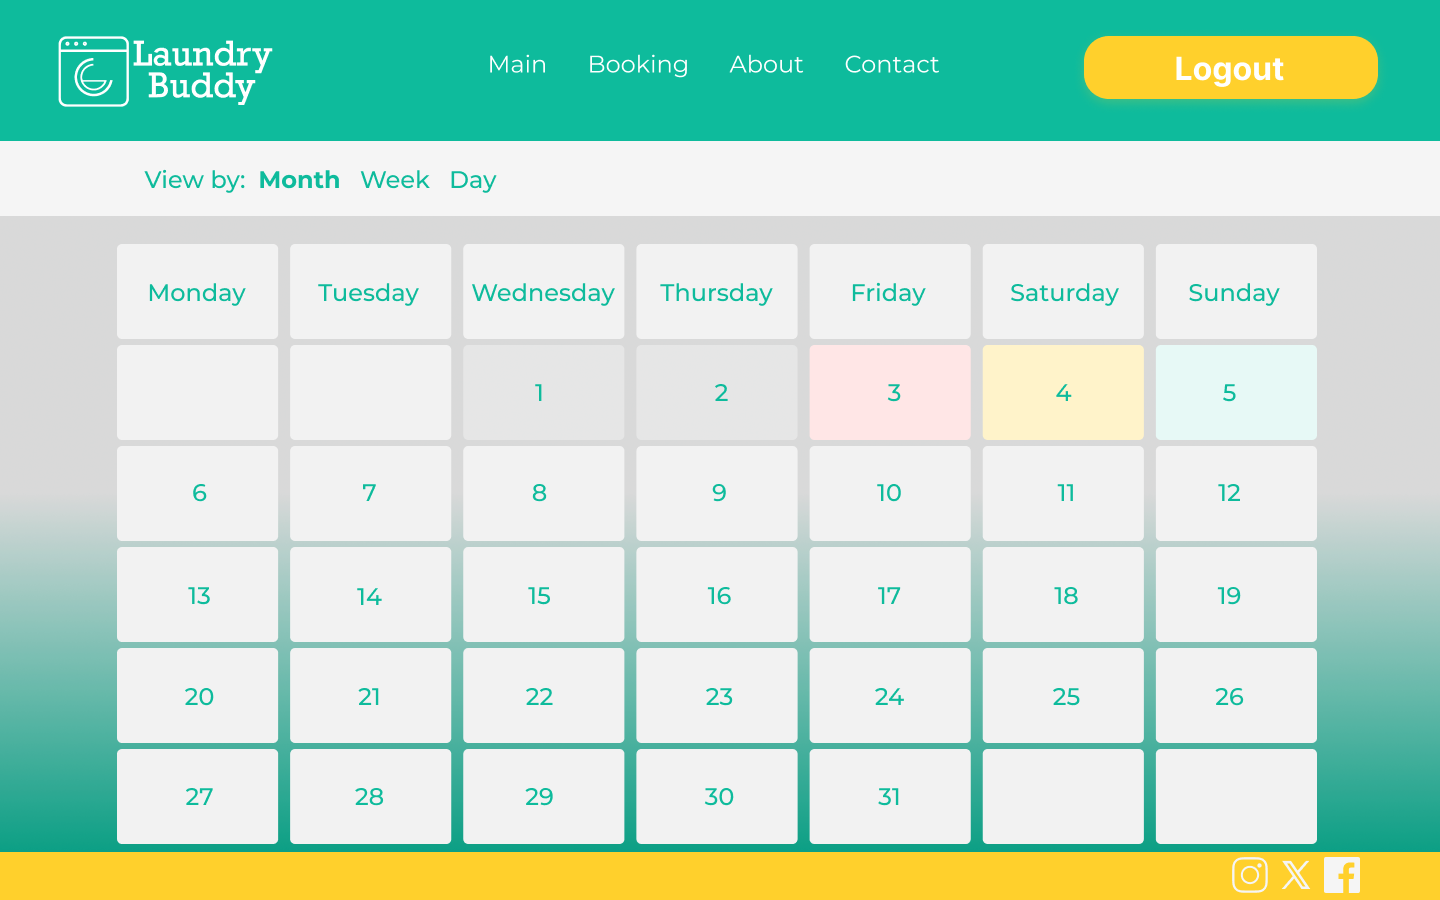 Laundry
Buddy
Main Booking About Contact
Logout
View by: Month Week Day
Monday Tuesday Wednesday Thursday Friday Saturday Sunday
1 2 3 4 5
6 7 8 9 10 11 12
13 14 15 16 17 18 19
20 21 22 23 24 25 26
27 28 29 30 31